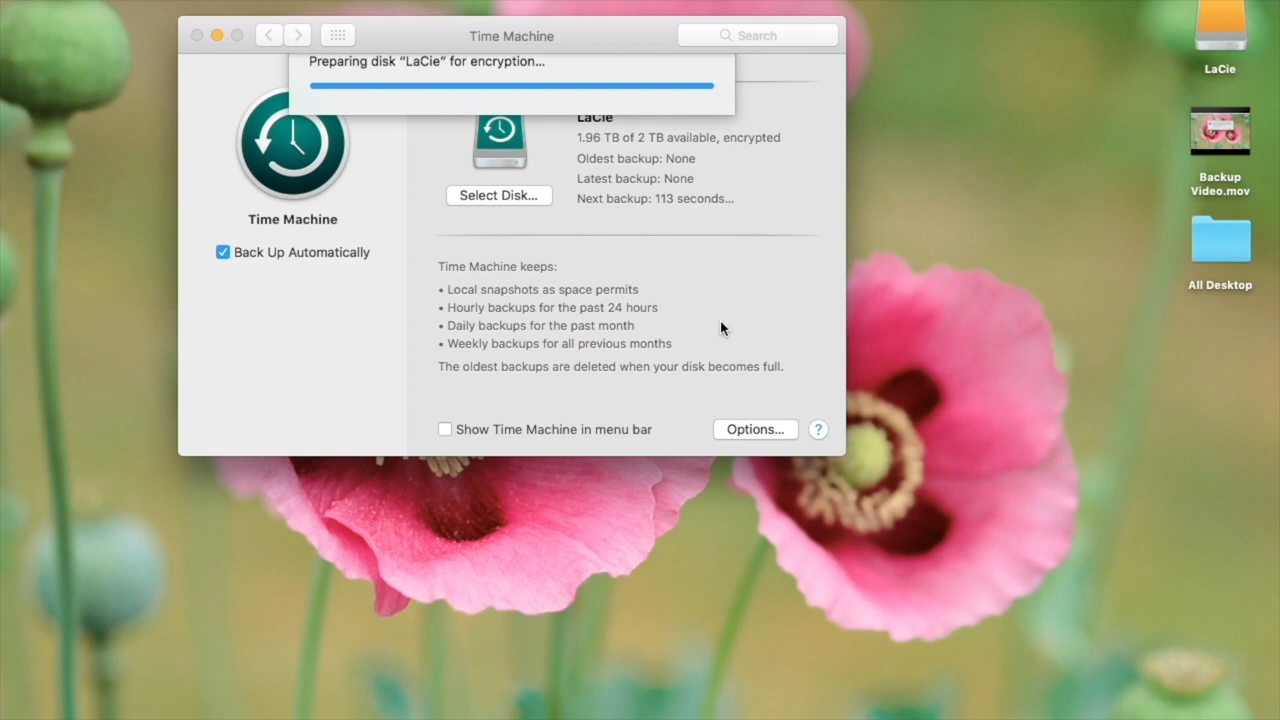 Time Machine
Search
Preparing disk “LaCie” for encryption...
LaCie
1.96 TB of 2 TB available, encrypted
Oldest backup: None
Latest backup: None
Next backup: 113 seconds...
Select Disk...
Time Machine
Back Up Automatically
Time Machine keeps:
• Local snapshots as space permits
• Hourly backups for the past 24 hours
• Daily backups for the past month
• Weekly backups for all previous months
The oldest backups are deleted when your disk becomes full.
Show Time Machine in menu bar
Options...
?
LaCie
Backup
Video.mov
All Desktop